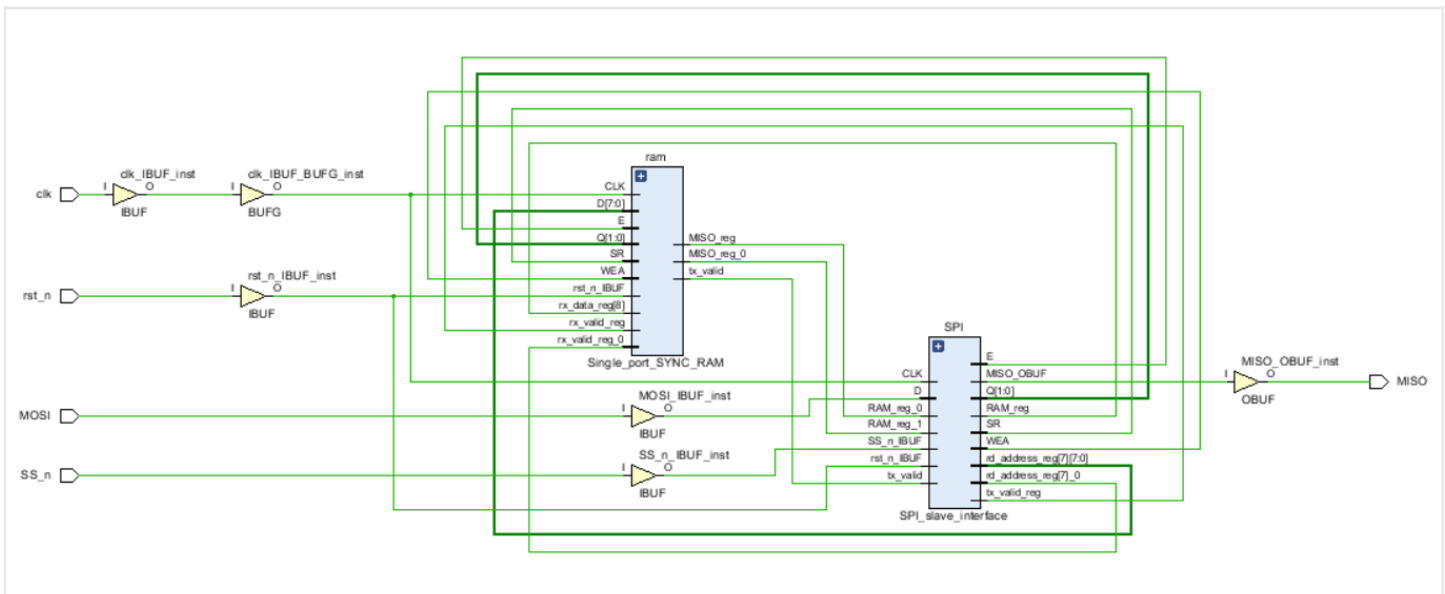 ram
clk_IBUF_inst
clk_IBUF_BUFG_inst
clk
I
O
I
O
IBUF
BUFG
CLK
D[7:0]
E
Q[1:0]
SR
WEA
rst_n_IBUF
rx_data_reg[8]
rx_valid_reg
rx_valid_reg_0
MISO_reg
MISO_reg_0
tx_valid
Single_port_SYNC_RAM
rst_n_IBUF_inst
rst_n
I
O
IBUF
SPI
CLK
D
RAM_reg_0
RAM_reg_1
SS_n_IBUF
rst_n_IBUF
tx_valid
E
MISO_OBUF
Q[1:0]
RAM_reg
SR
WEA
rd_address_reg[7][7:0]
rd_address_reg[7]_0
tx_valid_reg
SPI_slave_interface
MISO_OBUF_inst
I
O
MISO
OBUF
MOSI_IBUF_inst
MOSI
I
O
IBUF
SS_n_IBUF_inst
SS_n
I
O
IBUF